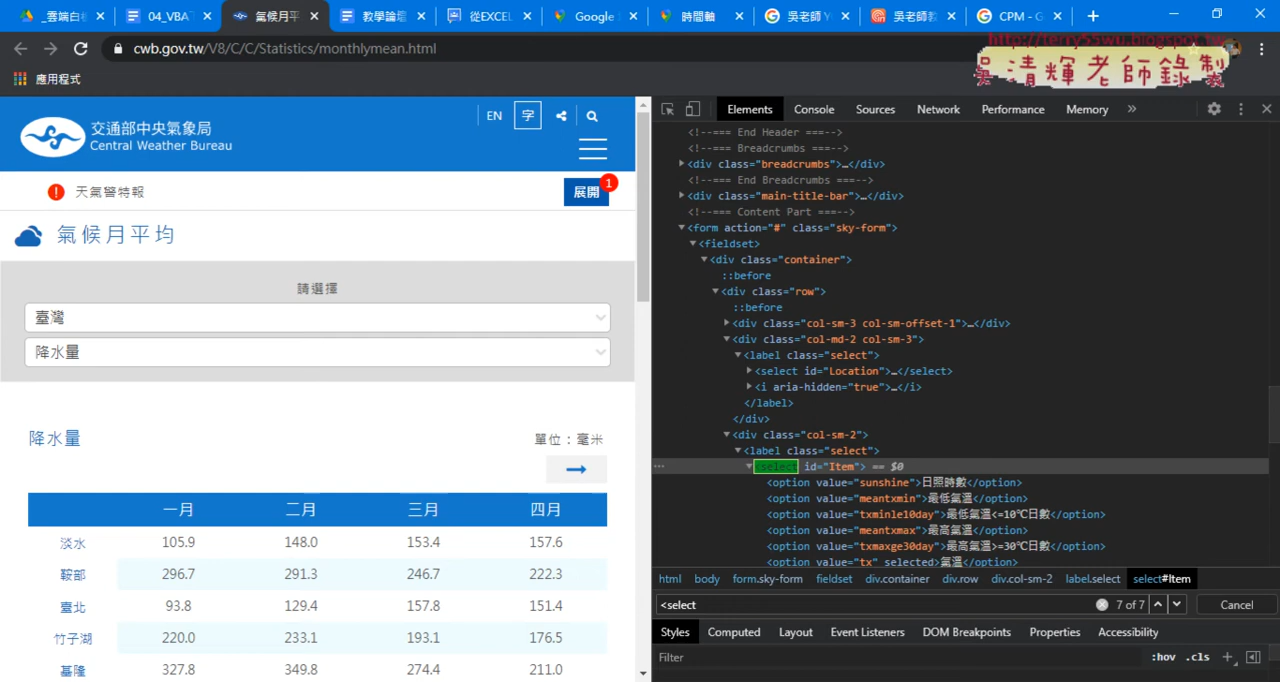 _雲端白
04_VBA
氣候月平
教學論壇
從EXCEL
Google
時間軸
吳老師 Y
吳老師教
CPM - G
cwb.gov.tw/V8/C/C/Statistics/monthlymean.html
http://terry55wu.blogspot.tw
吳清輝老師錄製
應用程式
交通部中央氣象局
Central Weather Bureau
EN
字
天氣警特報
展開
1
氣候月平均
請選擇
臺灣
降水量
降水量
單位：毫米
一月 二月 三月 四月
淡水 105.9 148.0 153.4 157.6
鞍部 296.7 291.3 246.7 222.3
臺北 93.8 129.4 157.8 151.4
竹子湖 220.0 233.1 193.1 176.5
基隆 327.8 349.8 274.4 211.0
Elements Console Sources Network Performance Memory »
<!--=== End Header ===-->
<!--=== Breadcrumbs ===-->
<div class="breadcrumbs">…</div>
<!--=== End Breadcrumbs ===-->
<div class="main-title-bar">…</div>
<!--=== Content Part ===-->
<form action="#" class="sky-form">
<fieldset>
<div class="container">
::before
<div class="row">
::before
<div class="col-sm-3 col-sm-offset-1">…</div>
<div class="col-md-2 col-sm-3">
<label class="select">
<select id="Location">…</select>
<i aria-hidden="true">…</i>
</label>
</div>
<div class="col-sm-2">
<label class="select">
<select id="Item"> == $0
<option value="sunshine">日照時數</option>
<option value="meantxmin">最低氣溫</option>
<option value="txminle10day">最低氣溫<=10℃日數</option>
<option value="meantxmax">最高氣溫</option>
<option value="txmaxge30day">最高氣溫>=30℃日數</option>
<option value="tx" selected>氣溫</option>
html body form.sky-form fieldset div.container div.row div.col-sm-2 label.select select#Item
<select
7 of 7
Cancel
Styles Computed Layout Event Listeners DOM Breakpoints Properties Accessibility
Filter
:hov .cls +